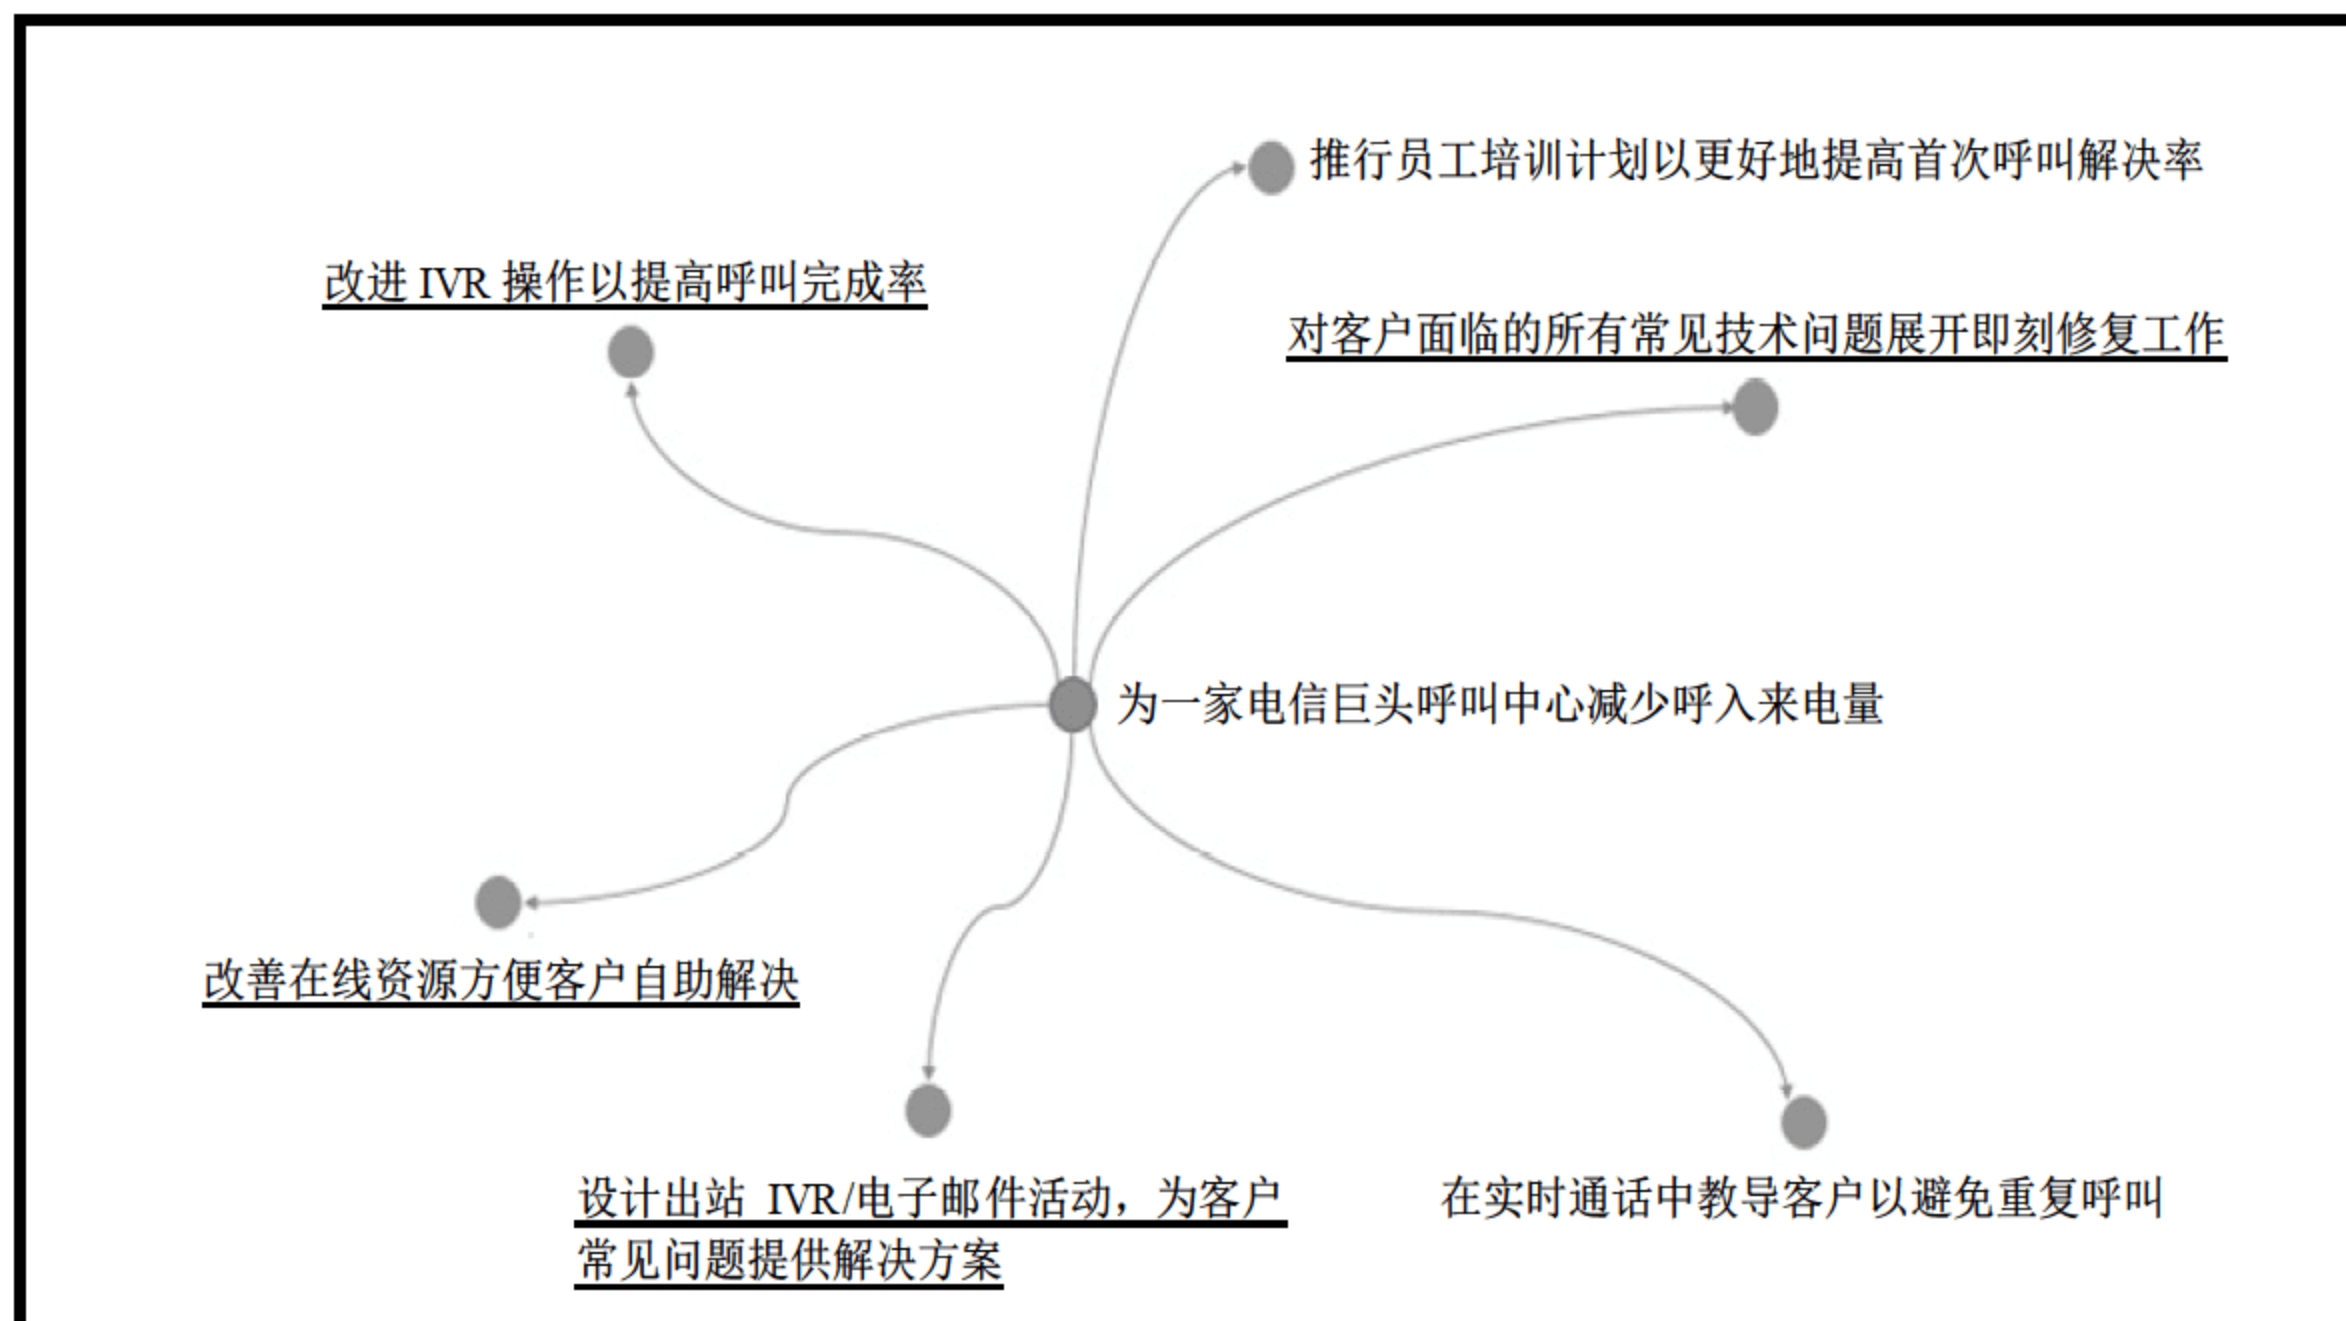 推行员工培训计划以更好地提高首次呼叫解决率
改进 IVR 操作以提高呼叫完成率
对客户面临的所有常见技术问题展开即刻修复工作
为一家电信巨头呼叫中心减少呼入来电量
改善在线资源方便客户自助解决
设计出站 IVR/电子邮件活动，为客户
常见问题提供解决方案
在实时通话中教导客户以避免重复呼叫